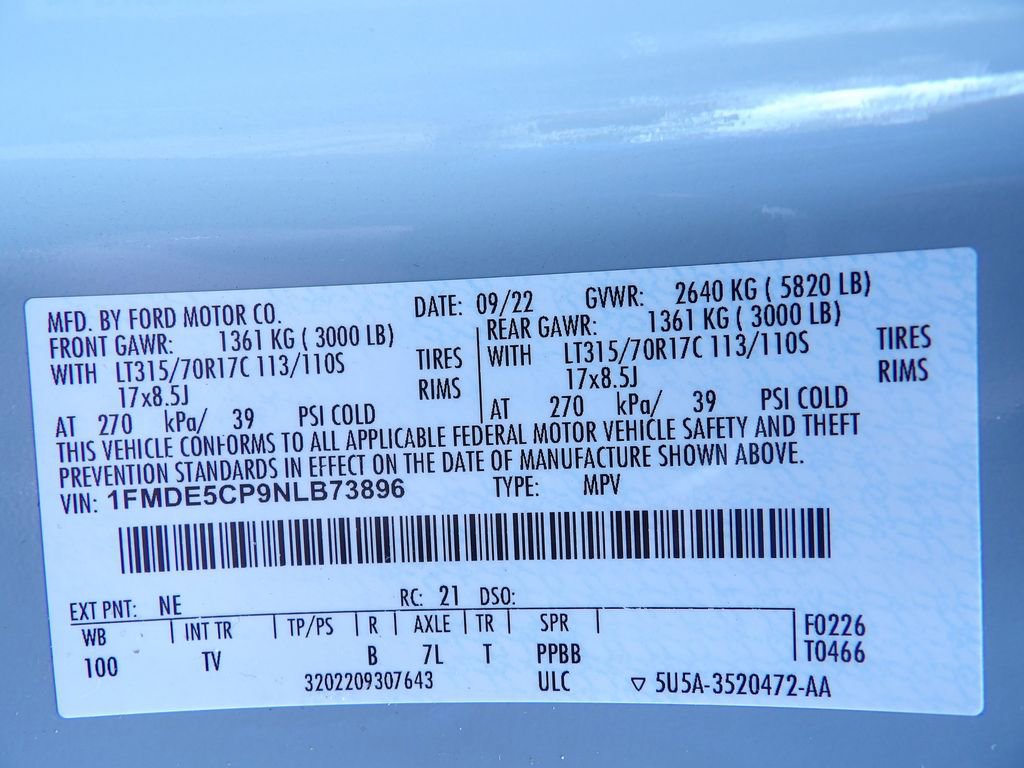 MFD. BY FORD MOTOR CO. DATE: 09/22 GVWR: 2640 KG ( 5820 LB)
FRONT GAWR: 1361 KG ( 3000 LB) REAR GAWR: 1361 KG ( 3000 LB)
WITH LT315/70R17C 113/110S TIRES WITH LT315/70R17C 113/110S TIRES
17x8.5J RIMS 17x8.5J RIMS
AT 270 kPa/ 39 PSI COLD AT 270 kPa/ 39 PSI COLD
THIS VEHICLE CONFORMS TO ALL APPLICABLE FEDERAL MOTOR VEHICLE SAFETY AND THEFT
PREVENTION STANDARDS IN EFFECT ON THE DATE OF MANUFACTURE SHOWN ABOVE.
VIN: 1FMDE5CP9NLB73896 TYPE: MPV
EXT PNT: NE RC: 21 DSO:
WB | INT TR | TP/PS | R | AXLE | TR | SPR | F0226
100 TV B 7L T PPBB T0466
3202209307643 ULC ▽ 5U5A-3520472-AA